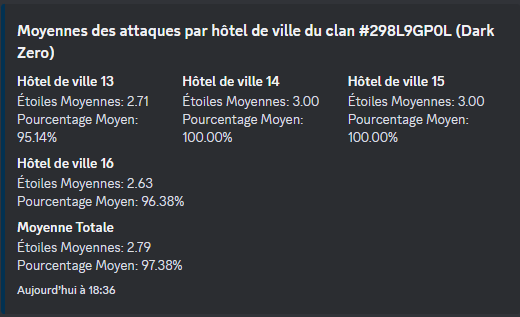 Moyennes des attaques par hôtel de ville du clan #298L9GP0L (Dark
Zero)
Hôtel de ville 13
Étoiles Moyennes: 2.71
Pourcentage Moyen:
95.14%
Hôtel de ville 14
Étoiles Moyennes: 3.00
Pourcentage Moyen:
100.00%
Hôtel de ville 15
Étoiles Moyennes: 3.00
Pourcentage Moyen:
100.00%
Hôtel de ville 16
Étoiles Moyennes: 2.63
Pourcentage Moyen: 96.38%
Moyenne Totale
Étoiles Moyennes: 2.79
Pourcentage Moyen: 97.38%
Aujourd'hui à 18:36